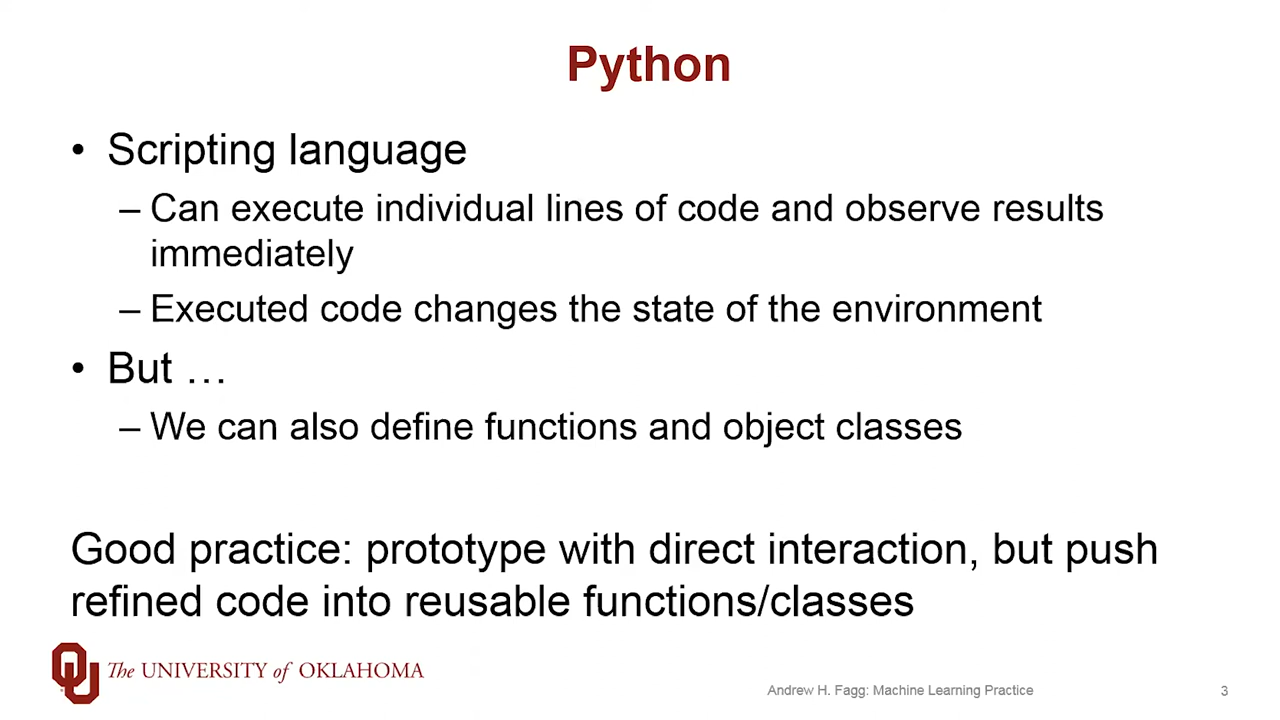 Python
• Scripting language
– Can execute individual lines of code and observe results
immediately
– Executed code changes the state of the environment
• But …
– We can also define functions and object classes
Good practice: prototype with direct interaction, but push
refined code into reusable functions/classes
The UNIVERSITY of OKLAHOMA
Andrew H. Fagg: Machine Learning Practice
3